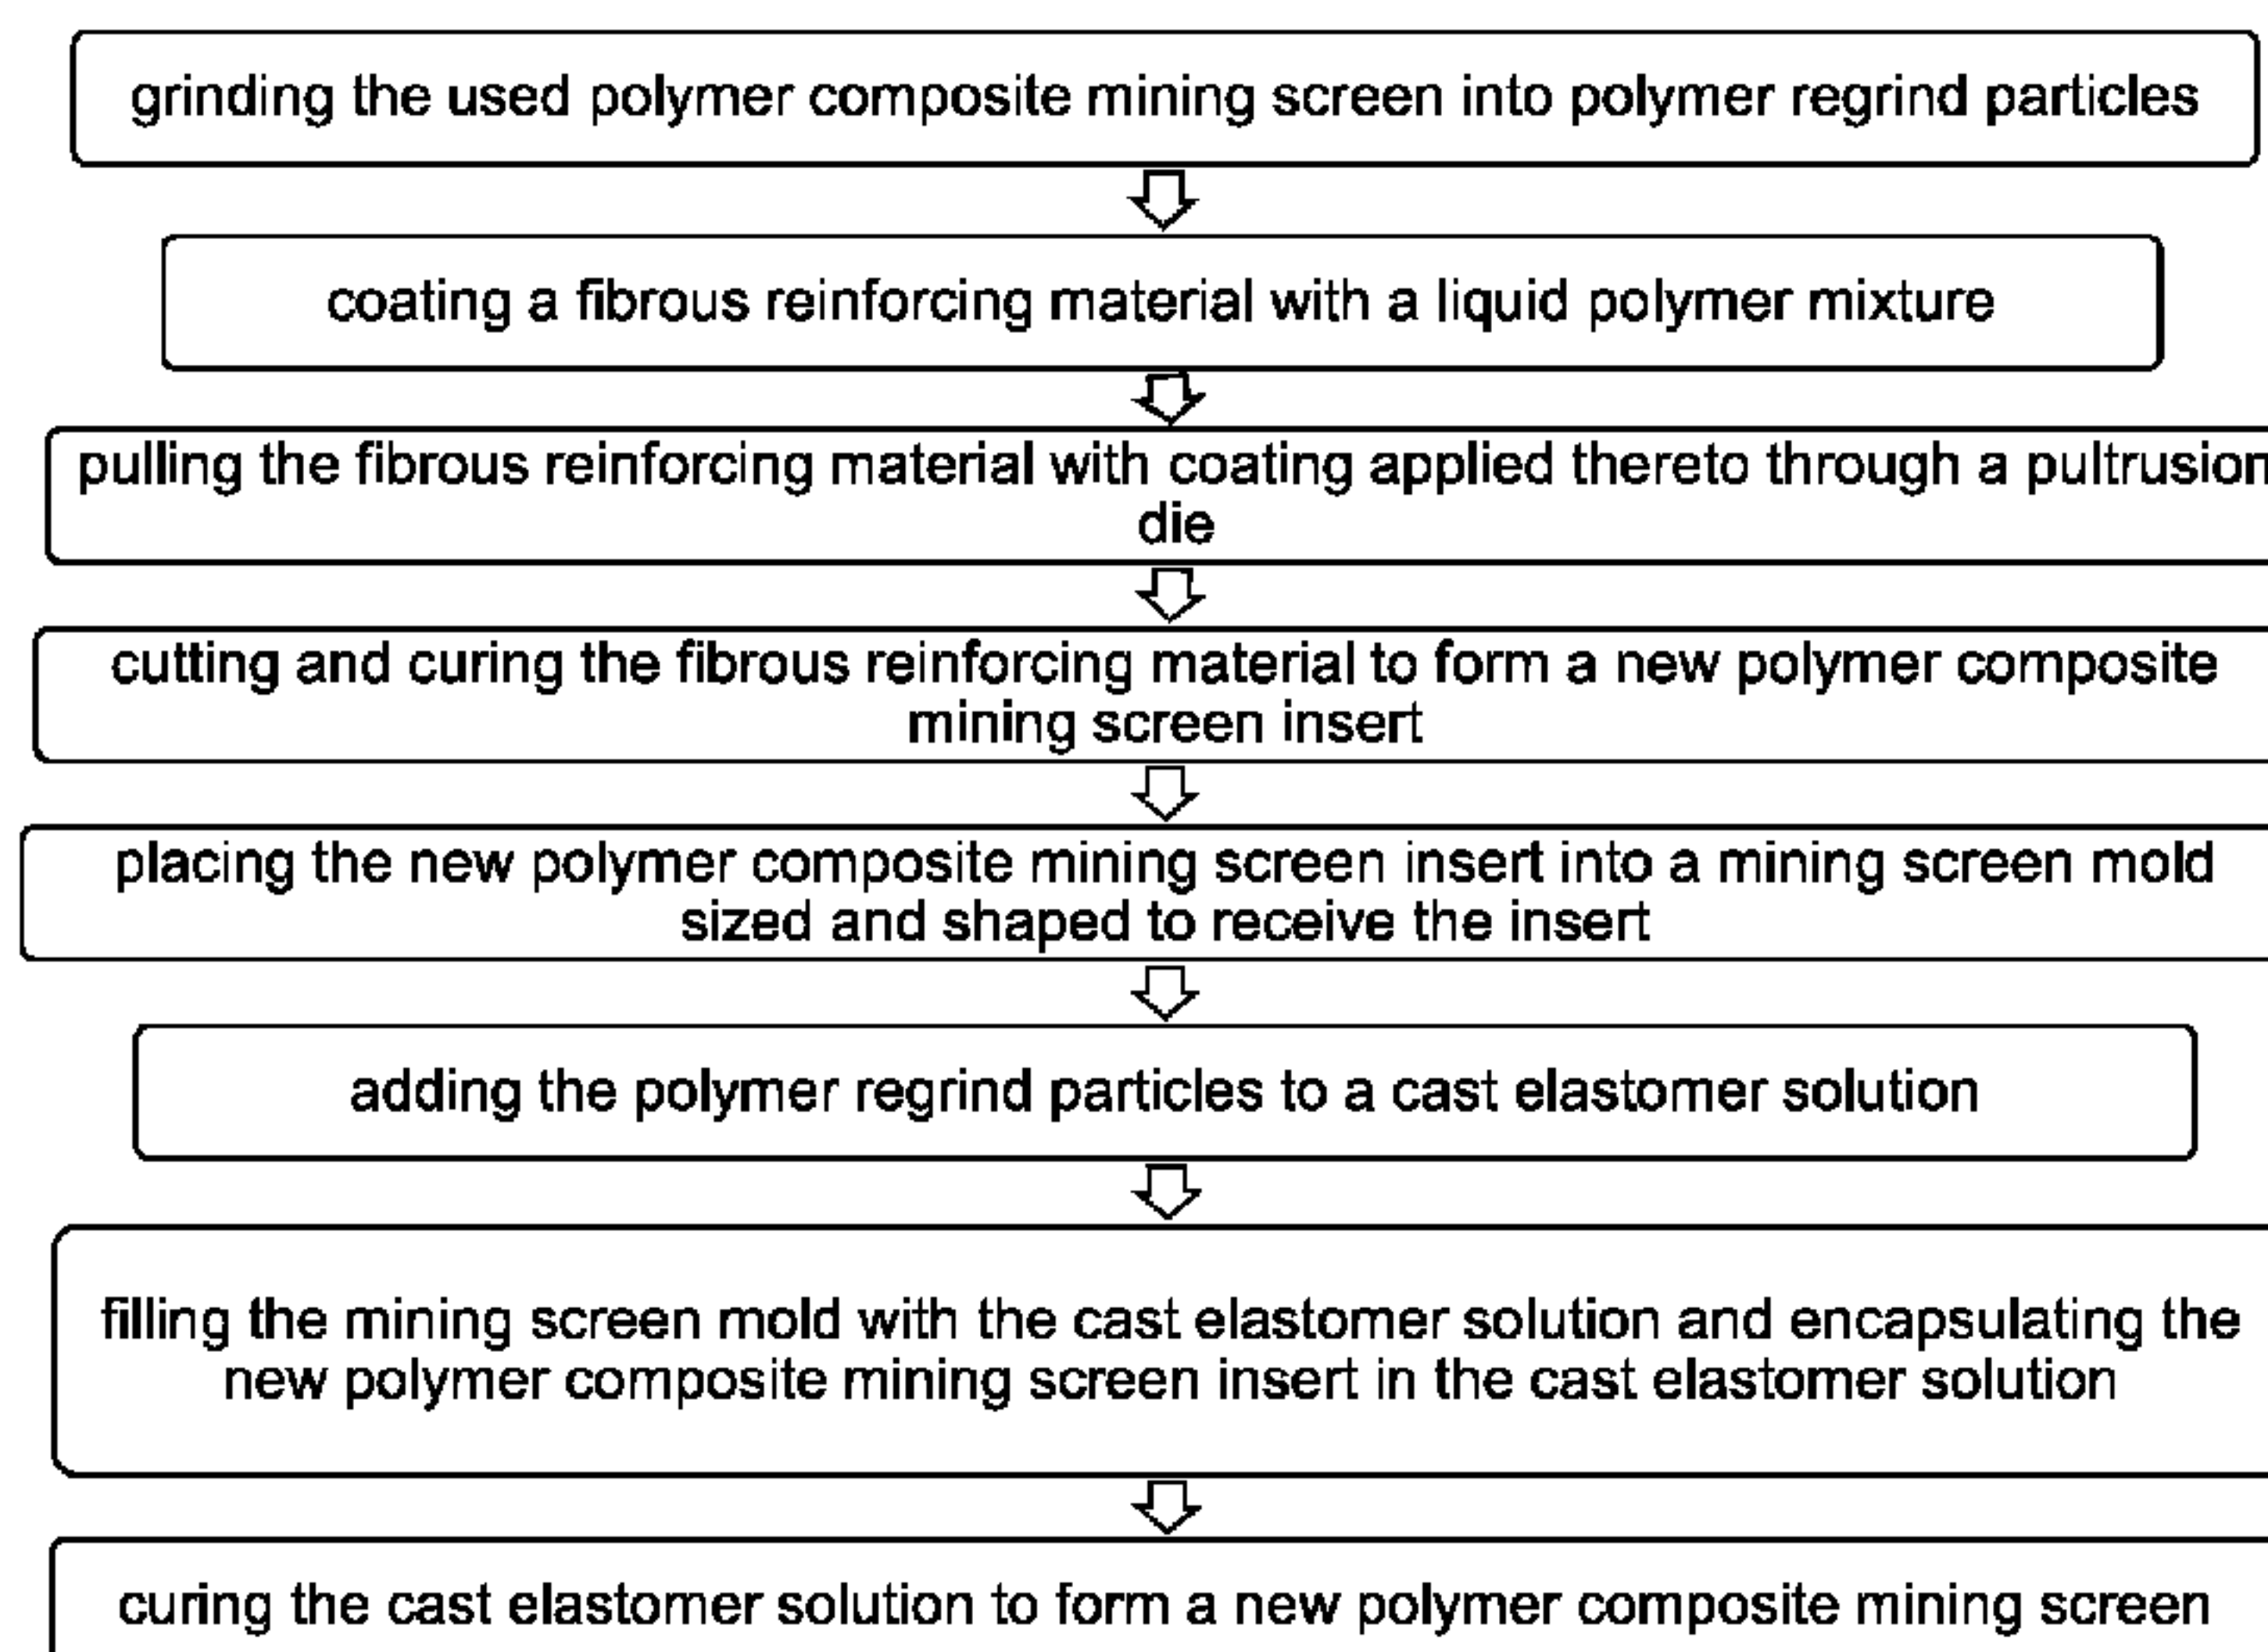 grinding the used polymer composite mining screen into polymer regrind particles
coating a fibrous reinforcing material with a liquid polymer mixture
pulling the fibrous reinforcing material with coating applied thereto through a pultrusion
die
cutting and curing the fibrous reinforcing material to form a new polymer composite
mining screen insert
placing the new polymer composite mining screen insert into a mining screen mold
sized and shaped to receive the insert
adding the polymer regrind particles to a cast elastomer solution
filling the mining screen mold with the cast elastomer solution and encapsulating the
new polymer composite mining screen insert in the cast elastomer solution
curing the cast elastomer solution to form a new polymer composite mining screen